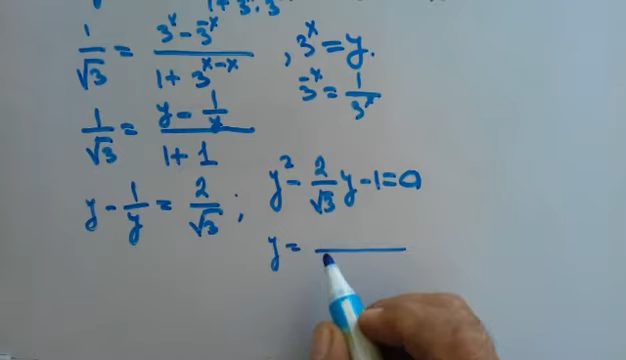 1/√3 = (3^x - 3^-x)/(1 + 3^(x-x)) , 3^x = y.
3^-x = 1/3^x
1/√3 = (y - 1/y)/(1 + 1)
y - 1/y = 2/√3 ; y² - 2/√3 y - 1 = 0
y =